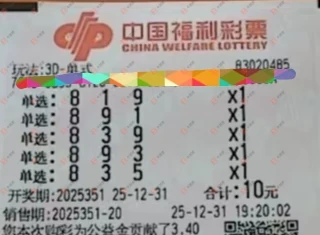 中国福利彩票
CHINA WELFARE LOTTERY
玩法:3D-单式 83020485
单选: 8 1 9 x1
单选: 8 9 1 x1
单选: 8 3 9 x1
单选: 8 9 3 x1
单选: 8 3 5 x1
开奖期:2025351 25-12-31 合计:10元
销售期:2025351-20 25-12-31 19:20:02
您本次购彩为公益金贡献了3.40